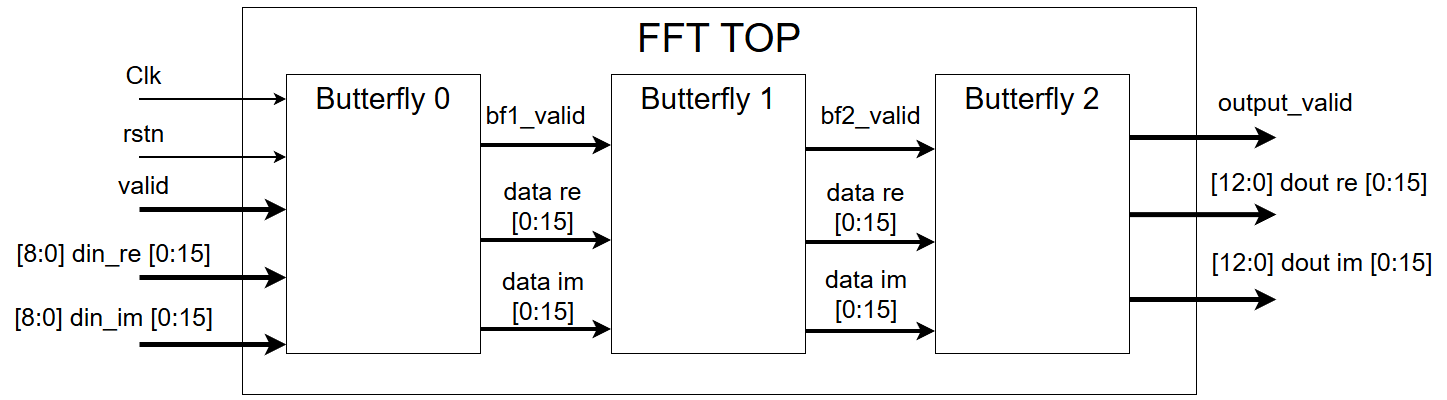 FFT TOP
Clk
rstn
valid
[8:0] din_re [0:15]
[8:0] din_im [0:15]
Butterfly 0
bf1_valid
data re
[0:15]
data im
[0:15]
Butterfly 1
bf2_valid
data re
[0:15]
data im
[0:15]
Butterfly 2
output_valid
[12:0] dout re [0:15]
[12:0] dout im [0:15]